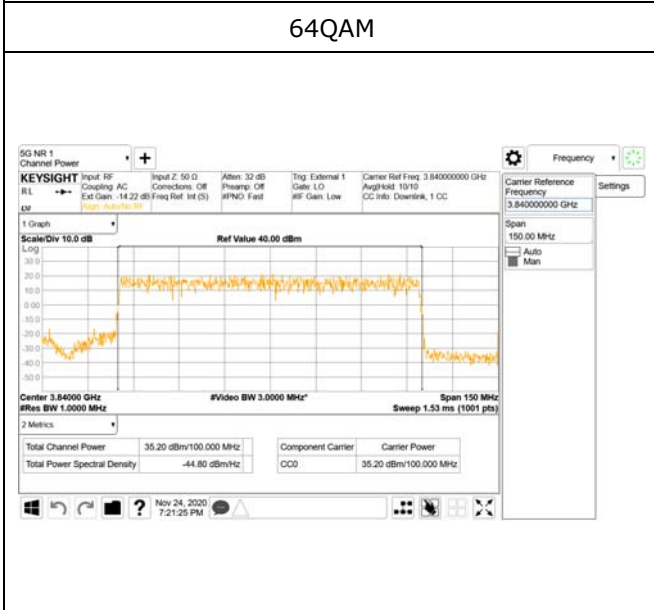 64QAM
5G NR 1
Channel Power
+
Frequency
KEYSIGHT
Input: RF
Input Z: 50 Ω
Atten: 32 dB
Trig: External 1
Carrier Ref Freq: 3.840000000 GHz
RL
Coupling: AC
Corrections: Off
Preamp: Off
Gate: LO
Avg|Hold: 10/10
Ext Gain: -14.22 dB
Freq Ref: Int (S)
#PNO: Fast
#IF Gain: Low
CC Info: Downlink, 1 CC
Align: Auto/No RF
Carrier Reference
Frequency
3.840000000 GHz
Settings
Span
150.00 MHz
Auto
Man
1 Graph
Scale/Div 10.0 dB
Ref Value 40.00 dBm
Log
30.0
20.0
10.0
0.00
-10.0
-20.0
-30.0
-40.0
-50.0
Center 3.84000 GHz
#Video BW 3.0000 MHz*
Span 150 MHz
#Res BW 1.0000 MHz
Sweep 1.53 ms (1001 pts)
2 Metrics
Total Channel Power
35.20 dBm/100.000 MHz
Component Carrier
Carrier Power
Total Power Spectral Density
-44.80 dBm/Hz
CC0
35.20 dBm/100.000 MHz
?
Nov 24, 2020
7:21:25 PM